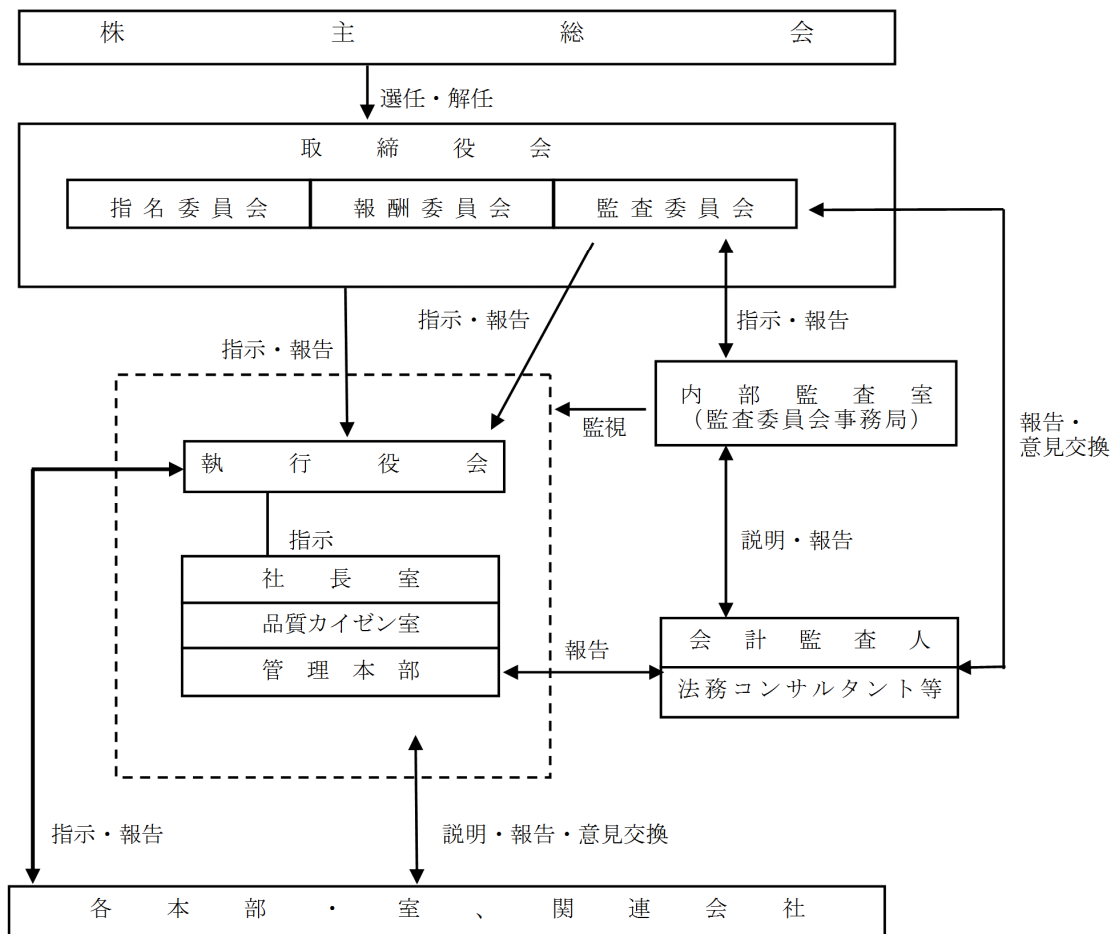 株主総会
選任・解任
取締役会
指名委員会
報酬委員会
監査委員会
指示・報告
指示・報告
指示・報告
内部監査室
（監査委員会事務局）
監視
報告・
意見交換
執行役会
指示
説明・報告
社長室
品質カイゼン室
管理本部
報告
会計監査人
法務コンサルタント等
指示・報告
説明・報告・意見交換
各本部・室、関連会社